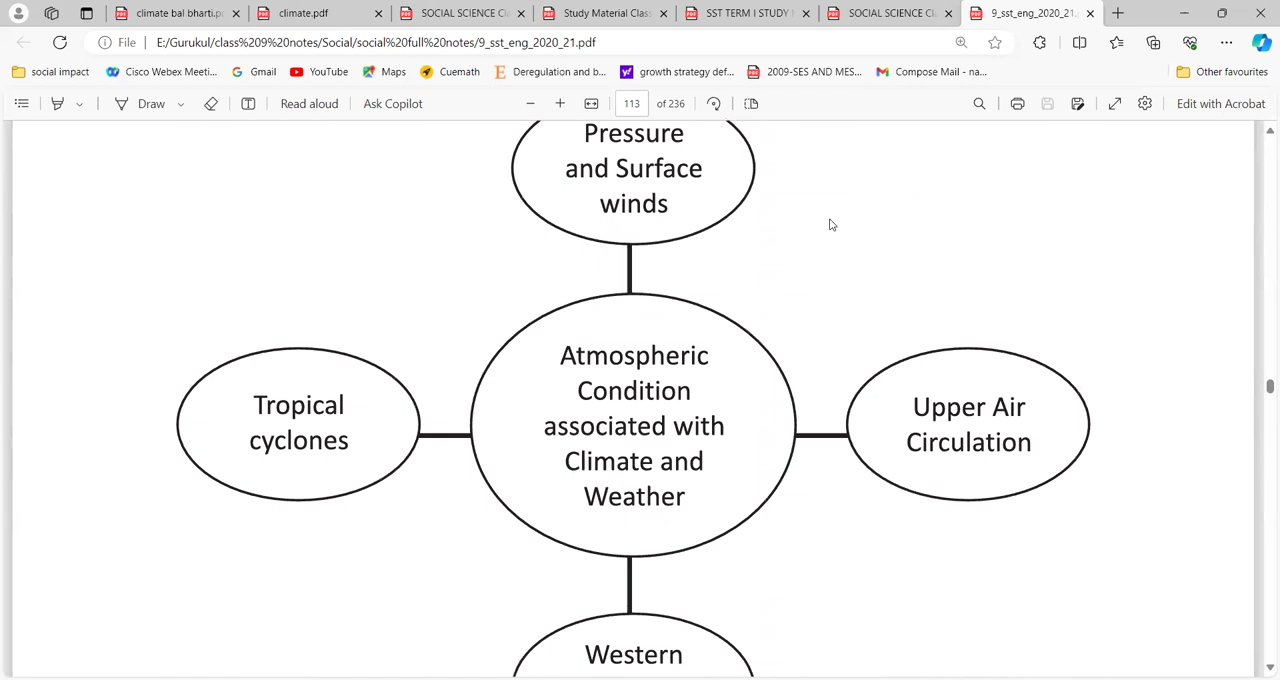 climate bal bharti.p
climate.pdf
SOCIAL SCIENCE Cl
Study Material Clas
SST TERM I STUDY
SOCIAL SCIENCE Cl
9_sst_eng_2020_21.
File
E:/Gurukul/class%209%20notes/Social/social%20full%20notes/9_sst_eng_2020_21.pdf
social impact
Cisco Webex Meeti...
Gmail
YouTube
Maps
Cuemath
Deregulation and b...
growth strategy def...
2009-SES AND MES...
Compose Mail - na...
Other favourites
Draw
Read aloud
Ask Copilot
113
of 236
Edit with Acrobat
Pressure
and Surface
winds
Atmospheric
Condition
associated with
Climate and
Weather
Tropical
cyclones
Upper Air
Circulation
Western